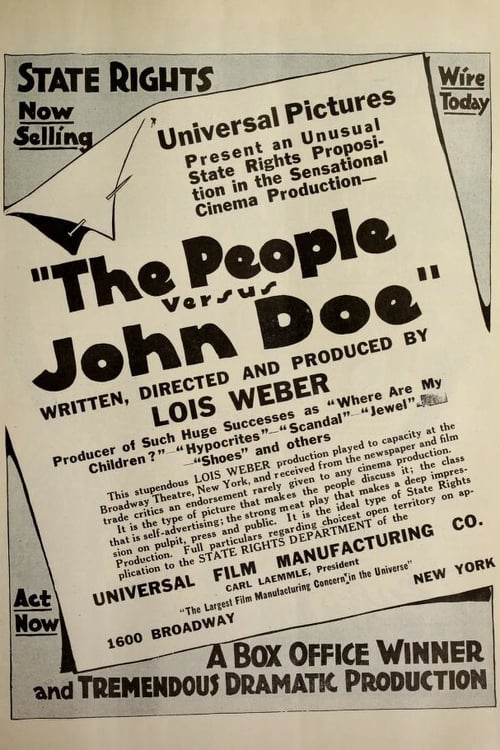 STATE RIGHTS
Now
Selling
Wire
Today
Universal Pictures
Present an Unusual
State Rights Proposi-
tion in the Sensational
Cinema Production—
"The People
versus
John Doe"
WRITTEN, DIRECTED AND PRODUCED BY
LOIS WEBER
Producer of Such Huge Successes as "Where Are My
Children?"—"Hypocrites"—"Scandal"—"Jewel"—
—"Shoes" and others
This stupendous LOIS WEBER production played to capacity at the
Broadway Theatre, New York, and received from the newspaper and film
trade critics an endorsement rarely given to any cinema production.
It is the type of picture that makes the people discuss it; the class
that is self-advertising; the strong meat play that makes a deep impres-
sion on pulpit, press and public. It is the ideal type of State Rights
Production. Full particulars regarding choicest open territory on ap-
plication to the STATE RIGHTS DEPARTMENT of the
UNIVERSAL FILM MANUFACTURING CO.
CARL LAEMMLE, President
"The Largest Film Manufacturing Concern in the Universe"
1600 BROADWAY
NEW YORK
Act
Now
A BOX OFFICE WINNER
and TREMENDOUS DRAMATIC PRODUCTION